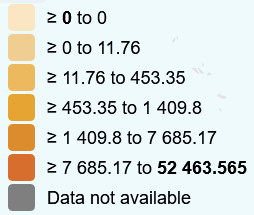 ≥ 0 to 0
≥ 0 to 11.76
≥ 11.76 to 453.35
≥ 453.35 to 1 409.8
≥ 1 409.8 to 7 685.17
≥ 7 685.17 to 52 463.565
Data not available